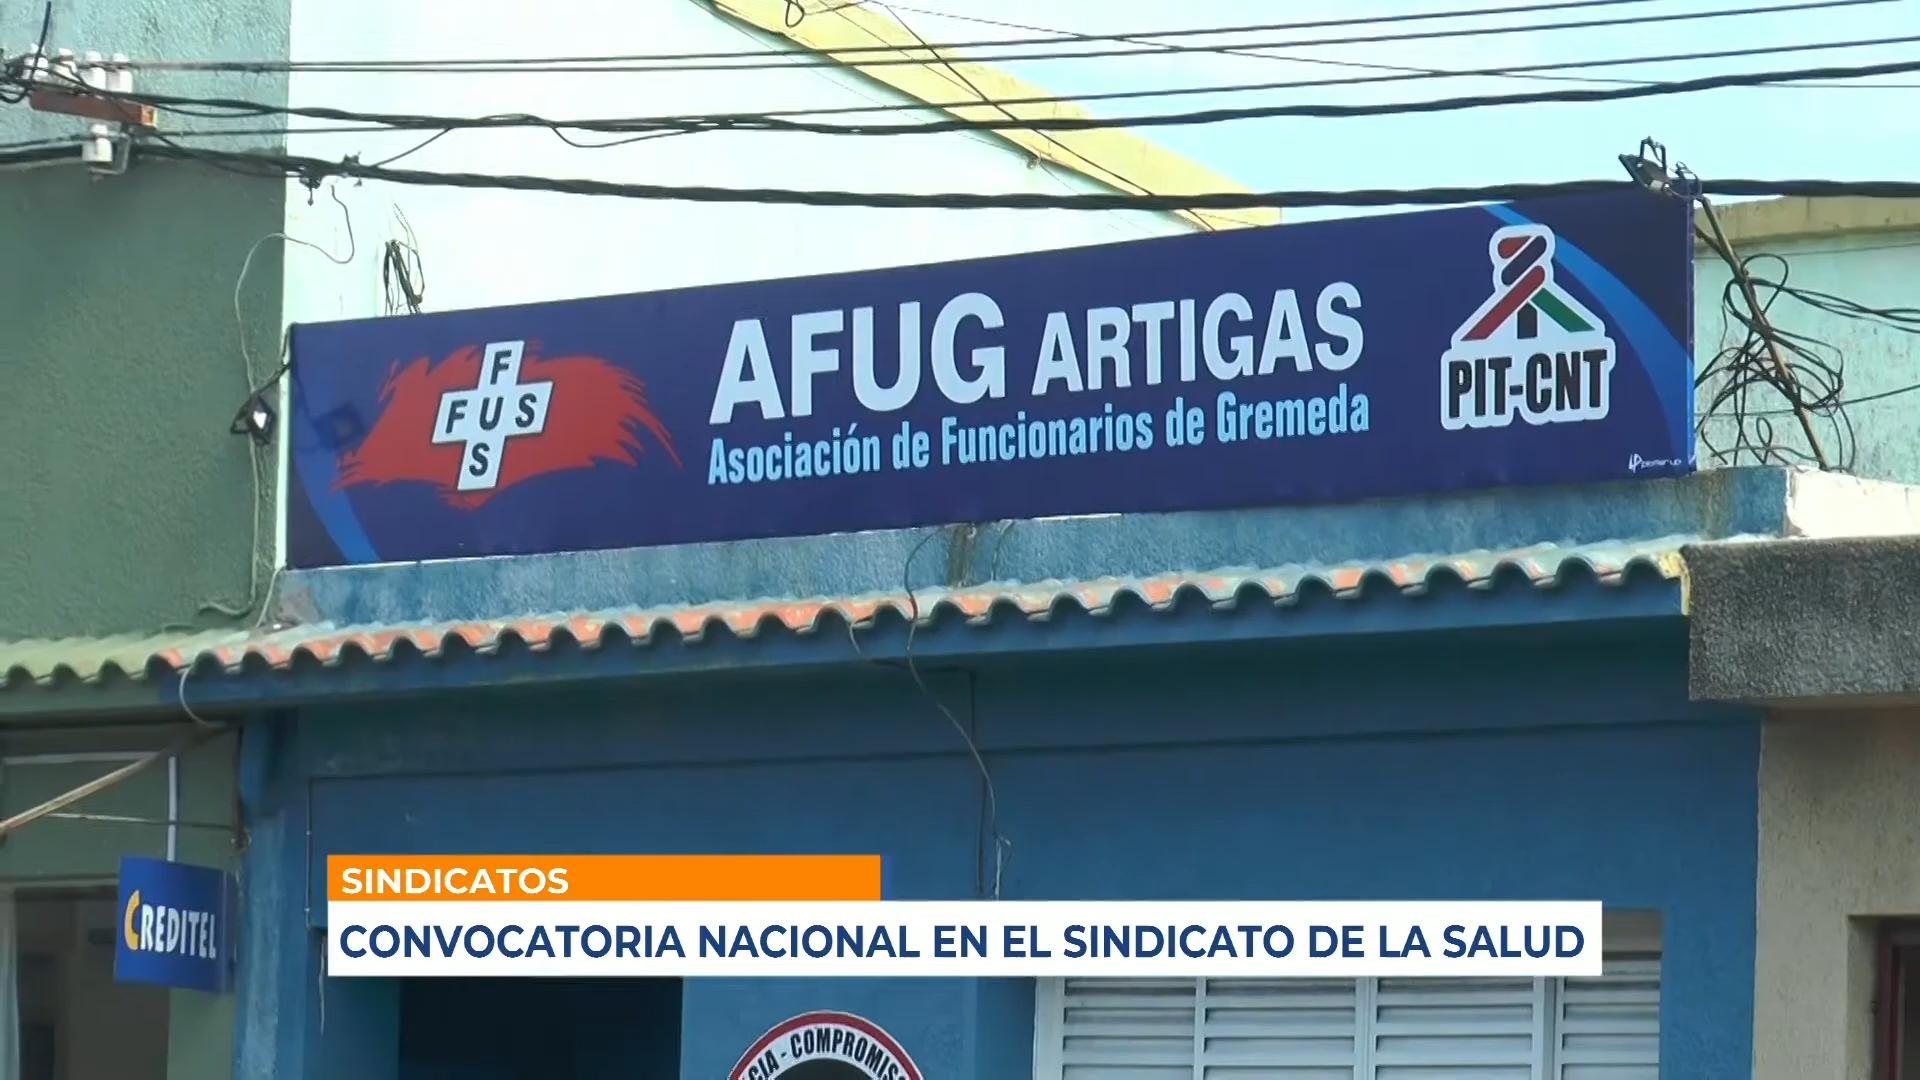 F
FUS
S
AFUG ARTIGAS
Asociación de Funcionarios de Gremeda
PIT-CNT
CREDITEL
SINDICATOS
CONVOCATORIA NACIONAL EN EL SINDICATO DE LA SALUD